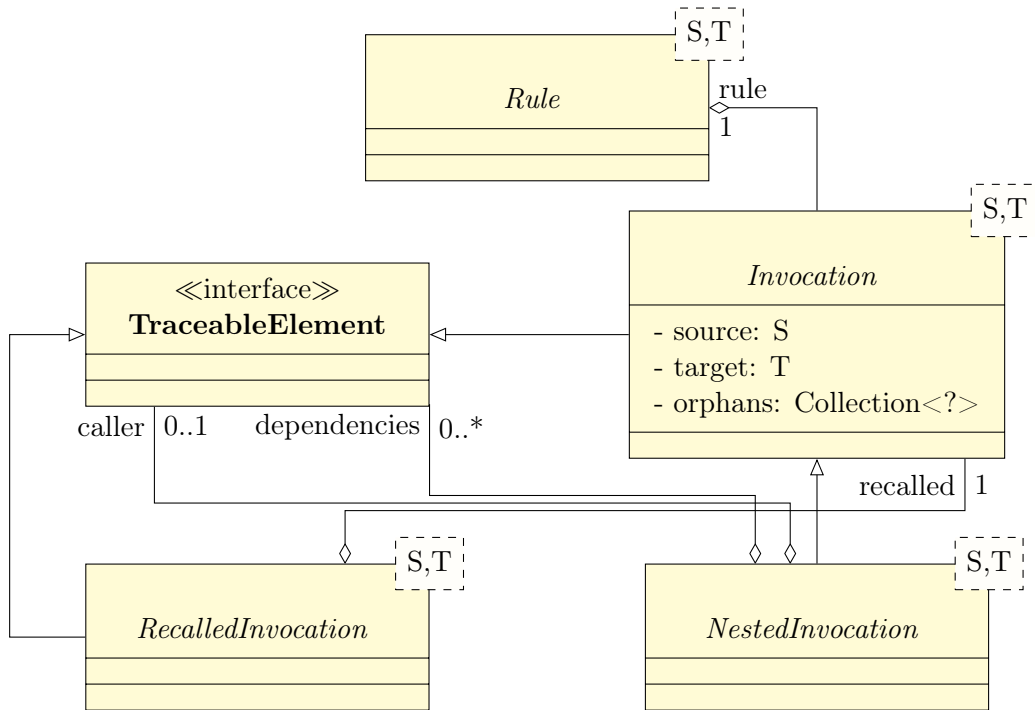 S,T
Rule
rule
1
S,T
Invocation
- source: S
- target: T
- orphans: Collection<?>
≪interface≫
TraceableElement
caller
0..1
dependencies
0..*
recalled
1
S,T
RecalledInvocation
S,T
NestedInvocation